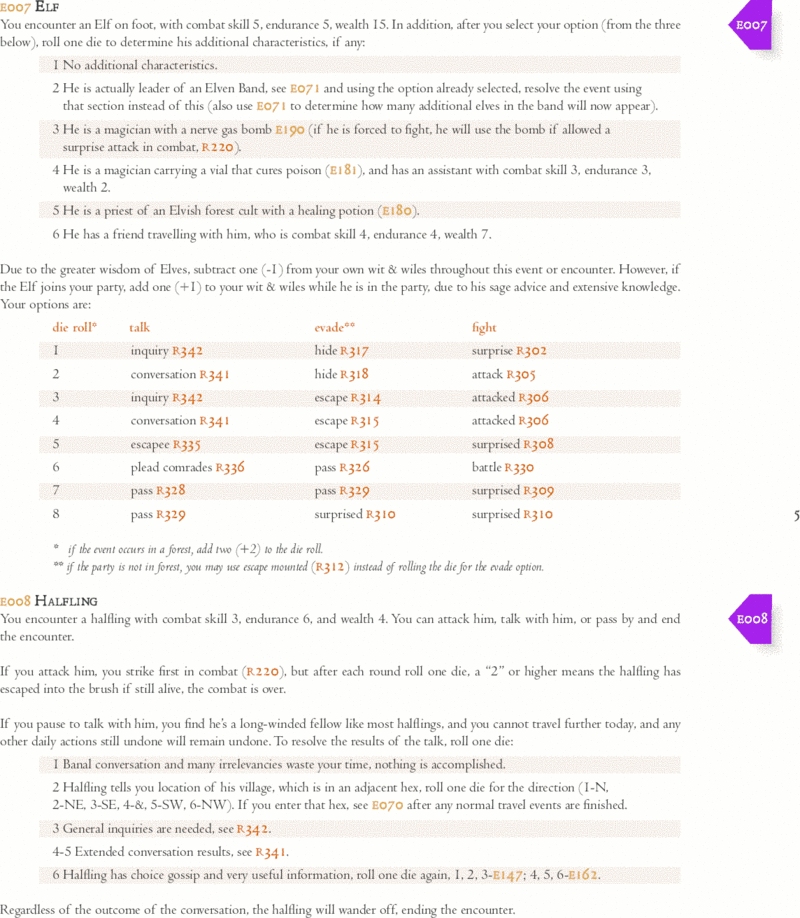 E007 ELF
You encounter an Elf on foot, with combat skill 5, endurance 5, wealth 15. In addition, after you select your option (from the three
below), roll one die to determine his additional characteristics, if any:
E007
1 No additional characteristics.
2 He is actually leader of an Elven Band, see E071 and using the option already selected, resolve the event using
that section instead of this (also use E071 to determine how many additional elves in the band will now appear).
3 He is a magician with a nerve gas bomb E190 (if he is forced to fight, he will use the bomb if allowed a
surprise attack in combat, R220).
4 He is a magician carrying a vial that cures poison (E181), and has an assistant with combat skill 3, endurance 3,
wealth 2.
5 He is a priest of an Elvish forest cult with a healing potion (E180).
6 He has a friend travelling with him, who is combat skill 4, endurance 4, wealth 7.
Due to the greater wisdom of Elves, subtract one (-1) from your own wit & wiles throughout this event or encounter. However, if
the Elf joins your party, add one (+1) to your wit & wiles while he is in the party, due to his sage advice and extensive knowledge.
Your options are:
die roll* talk evade** fight
1 inquiry R342 hide R317 surprise R302
2 conversation R341 hide R318 attack R305
3 inquiry R342 escape R314 attacked R306
4 conversation R341 escape R315 attacked R306
5 escapee R335 escape R315 surprised R308
6 plead comrades R336 pass R326 battle R330
7 pass R328 pass R329 surprised R309
8 pass R329 surprised R310 surprised R310
5
* if the event occurs in a forest, add two (+2) to the die roll.
** if the party is not in forest, you may use escape mounted (R312) instead of rolling the die for the evade option.
E008 HALFLING
You encounter a halfling with combat skill 3, endurance 6, and wealth 4. You can attack him, talk with him, or pass by and end
the encounter.
E008
If you attack him, you strike first in combat (R220), but after each round roll one die, a “2” or higher means the halfling has
escaped into the brush if still alive, the combat is over.
If you pause to talk with him, you find he’s a long-winded fellow like most halflings, and you cannot travel further today, and any
other daily actions still undone will remain undone. To resolve the results of the talk, roll one die:
1 Banal conversation and many irrelevancies waste your time, nothing is accomplished.
2 Halfling tells you location of his village, which is in an adjacent hex, roll one die for the direction (1-N,
2-NE, 3-SE, 4-&, 5-SW, 6-NW). If you enter that hex, see E070 after any normal travel events are finished.
3 General inquiries are needed, see R342.
4-5 Extended conversation results, see R341.
6 Halfling has choice gossip and very useful information, roll one die again, 1, 2, 3-E147; 4, 5, 6-E162.
Regardless of the outcome of the conversation, the halfling will wander off, ending the encounter.